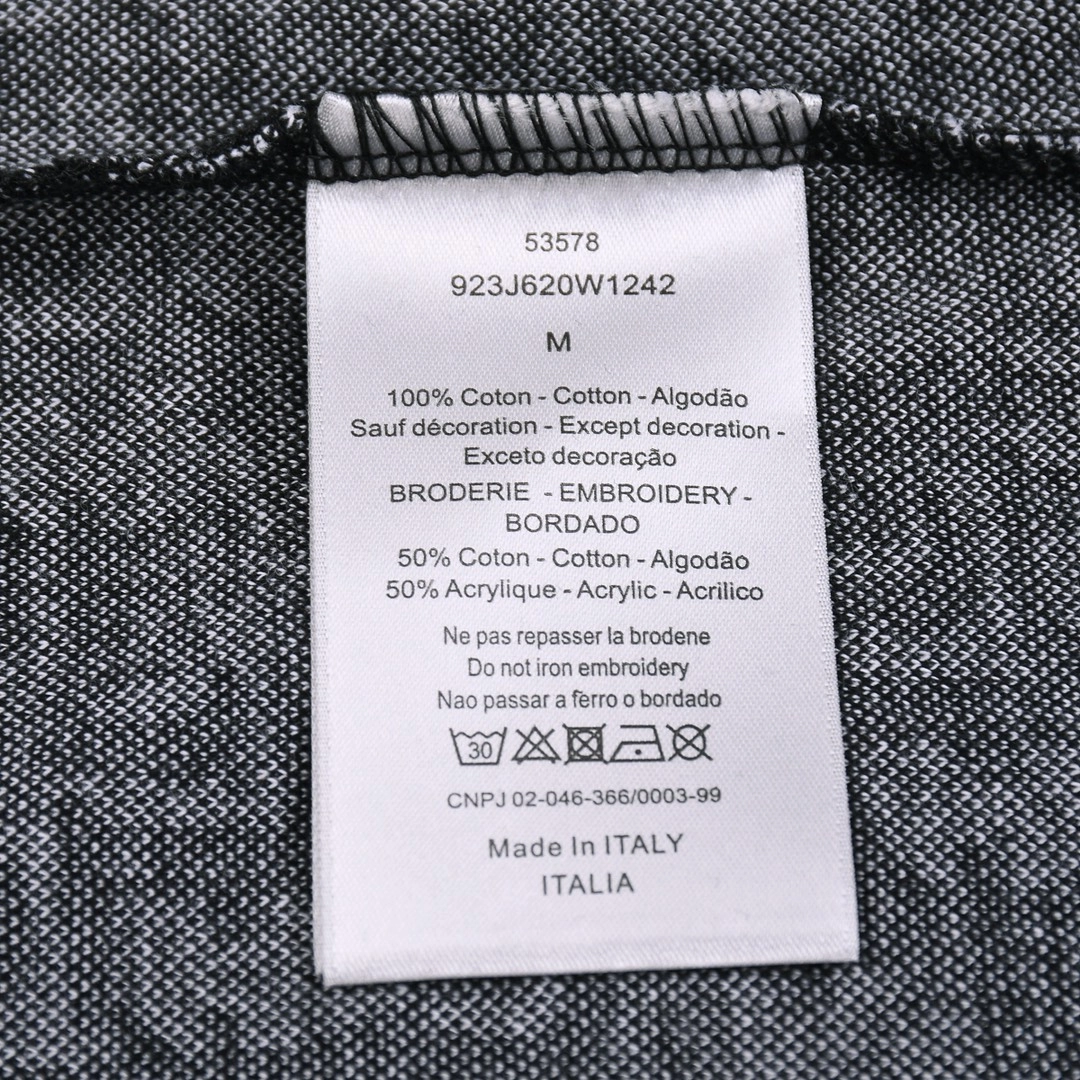 53578
923J620W1242
M
100% Coton - Cotton - Algodão
Sauf décoration - Except decoration -
Exceto decoração
BRODERIE - EMBROIDERY -
BORDADO
50% Coton - Cotton - Algodão
50% Acrylique - Acrylic - Acrilico
Ne pas repasser la brodene
Do not iron embroidery
Nao passar a ferro o bordado
30
CNPJ 02-046-366/0003-99
Made In ITALY
ITALIA